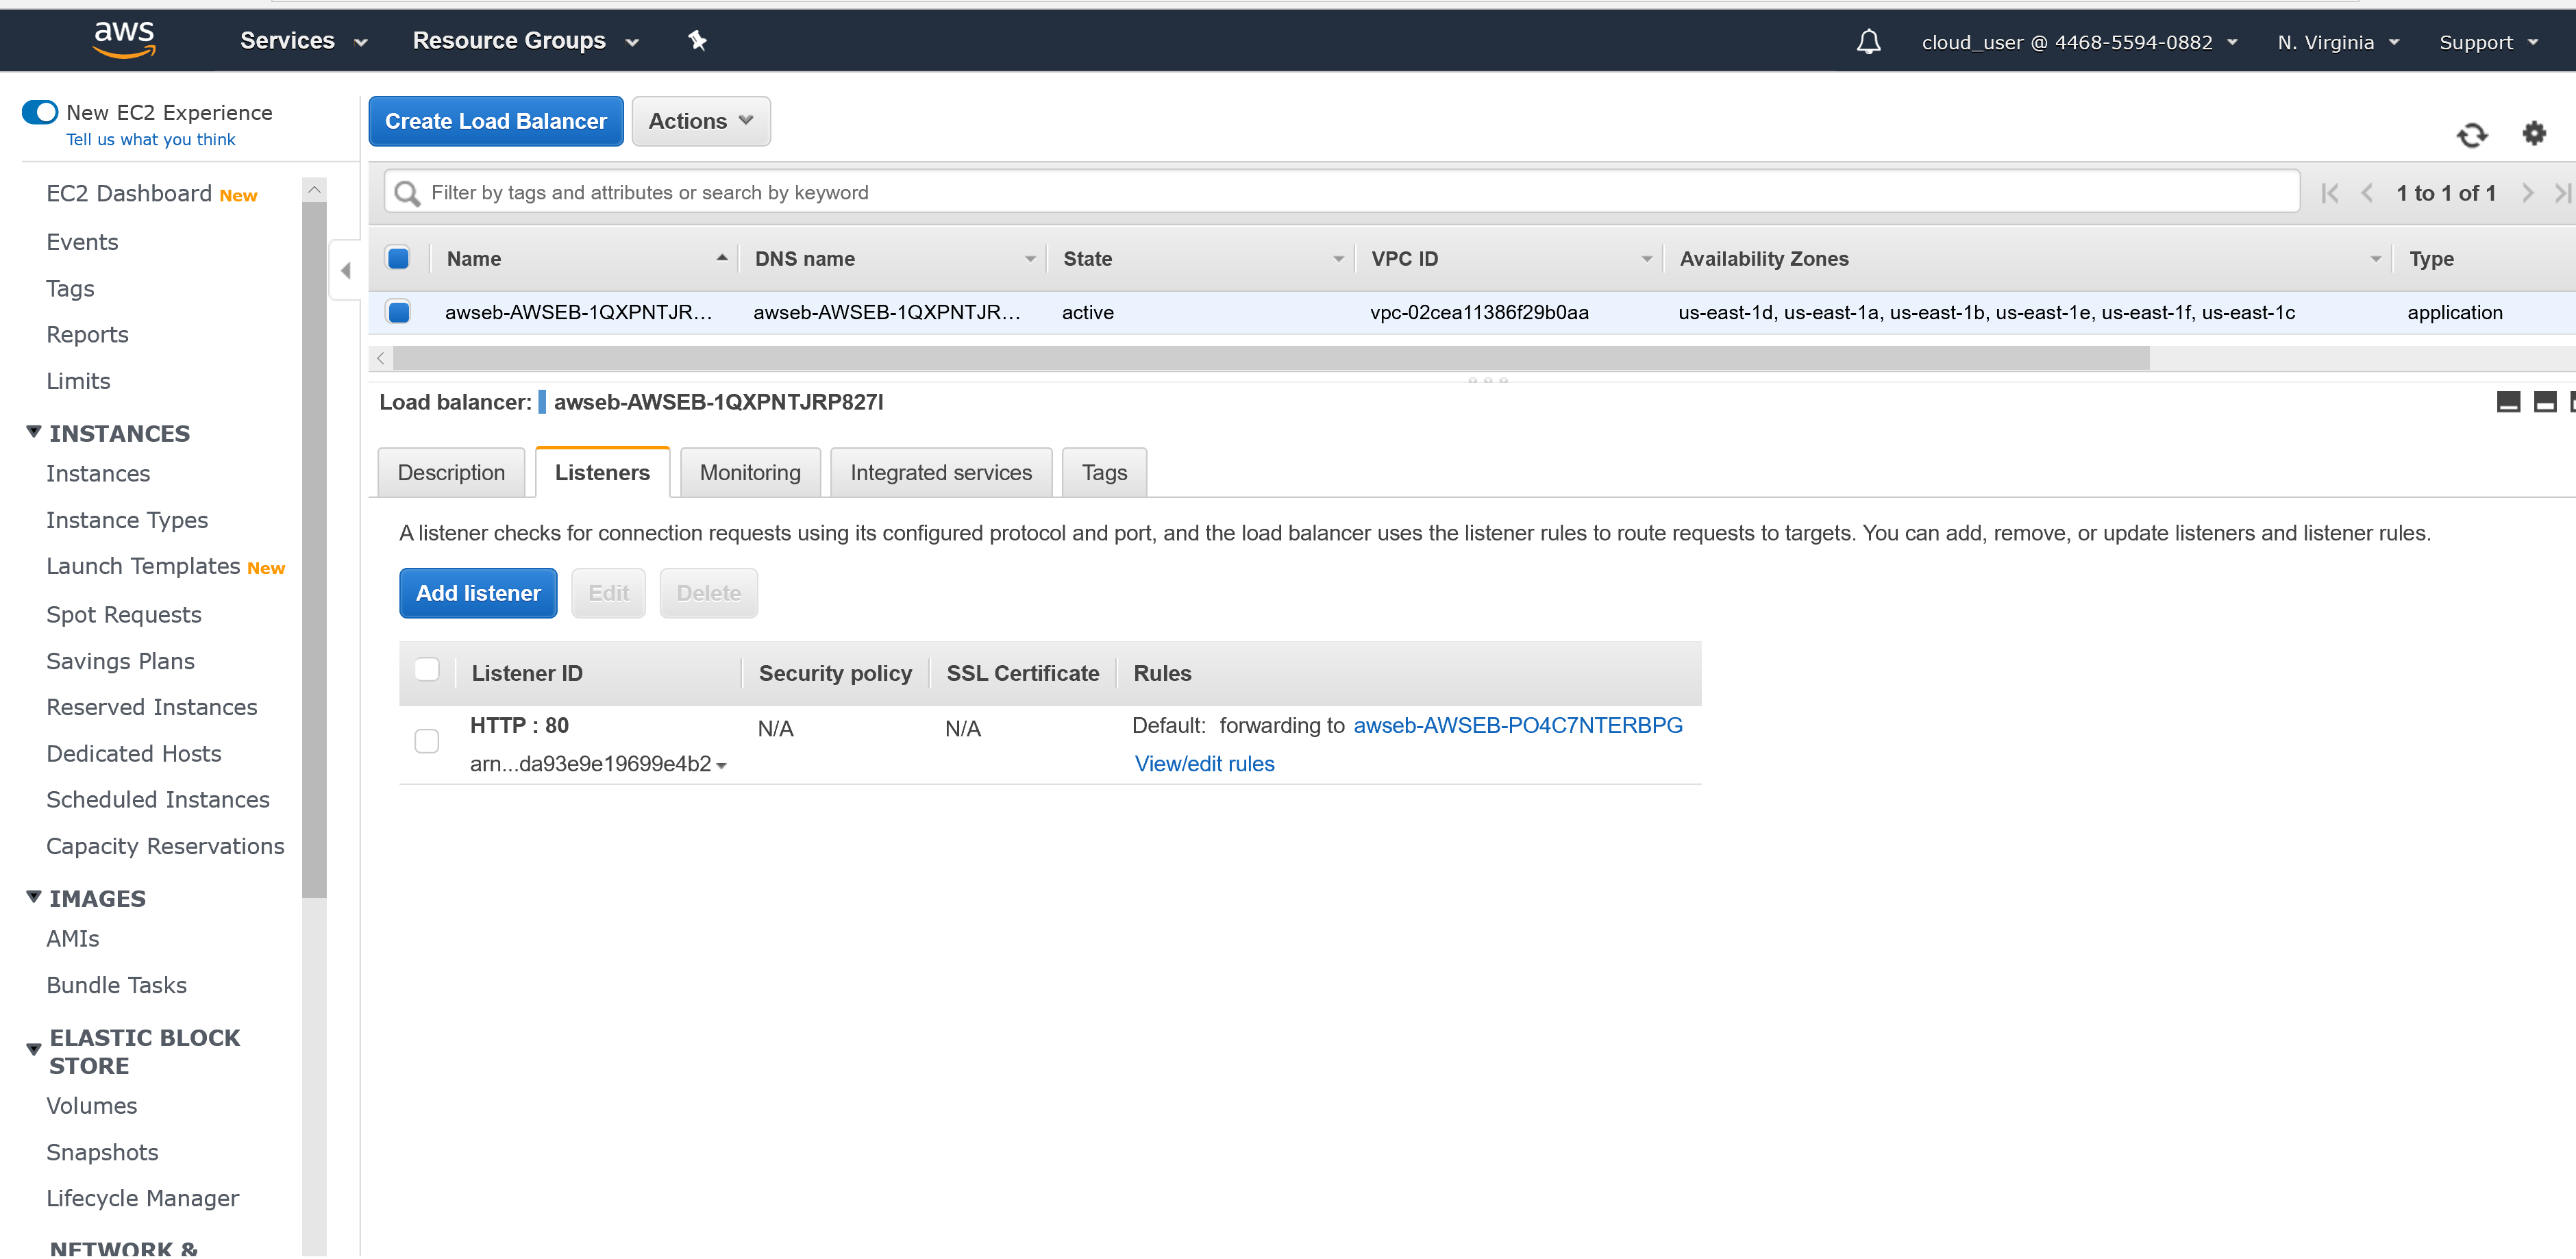 aws
Services
Resource Groups
cloud_user @ 4468-5594-0882
N. Virginia
Support
New EC2 Experience
Tell us what you think
EC2 Dashboard New
Events
Tags
Reports
Limits
INSTANCES
Instances
Instance Types
Launch Templates New
Spot Requests
Savings Plans
Reserved Instances
Dedicated Hosts
Scheduled Instances
Capacity Reservations
IMAGES
AMIs
Bundle Tasks
ELASTIC BLOCK
STORE
Volumes
Snapshots
Lifecycle Manager
NETWORK &
Create Load Balancer
Actions
Filter by tags and attributes or search by keyword
1 to 1 of 1
Name DNS name State VPC ID Availability Zones Type
awseb-AWSEB-1QXPNTJR... awseb-AWSEB-1QXPNTJR... active vpc-02cea11386f29b0aa us-east-1d, us-east-1a, us-east-1b, us-east-1e, us-east-1f, us-east-1c application
Load balancer: awseb-AWSEB-1QXPNTJRP827I
Description Listeners Monitoring Integrated services Tags
A listener checks for connection requests using its configured protocol and port, and the load balancer uses the listener rules to route requests to targets. You can add, remove, or update listeners and listener rules.
Add listener Edit Delete
Listener ID Security policy SSL Certificate Rules
HTTP : 80 N/A N/A Default: forwarding to awseb-AWSEB-PO4C7NTERBPG
arn...da93e9e19699e4b2 View/edit rules